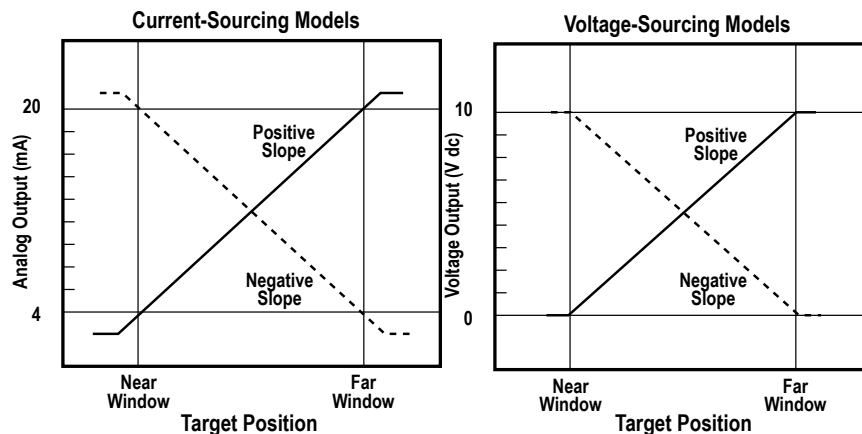 Current-Sourcing Models
20
4
Analog Output (mA)
Positive
Slope
Negative
Slope
Near
Window
Far
Window
Target Position
Voltage-Sourcing Models
10
0
Voltage Output (V dc)
Positive
Slope
Negative
Slope
Near
Window
Far
Window
Target Position